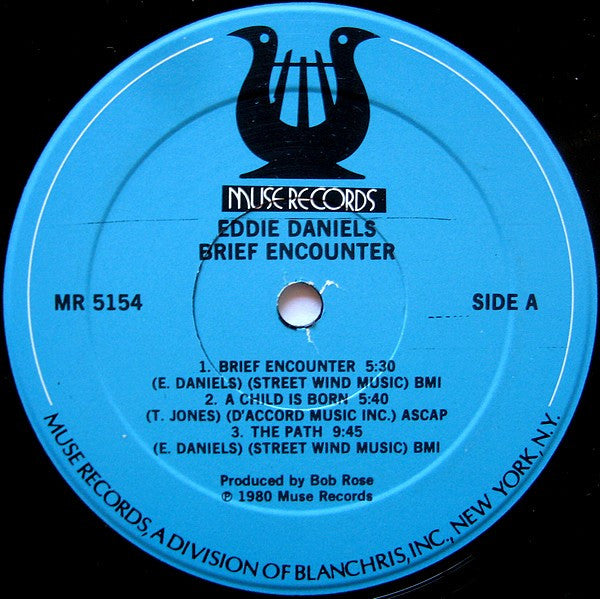 MUSE RECORDS
EDDIE DANIELS
BRIEF ENCOUNTER
MR 5154
SIDE A
1. BRIEF ENCOUNTER 5:30
(E. DANIELS) (STREET WIND MUSIC) BMI
2. A CHILD IS BORN 5:40
(T. JONES) (D'ACCORD MUSIC INC.) ASCAP
3. THE PATH 9:45
(E. DANIELS) (STREET WIND MUSIC) BMI
Produced by Bob Rose
℗ 1980 Muse Records
MUSE RECORDS, A DIVISION OF BLANCHRIS, INC., NEW YORK, N.Y.